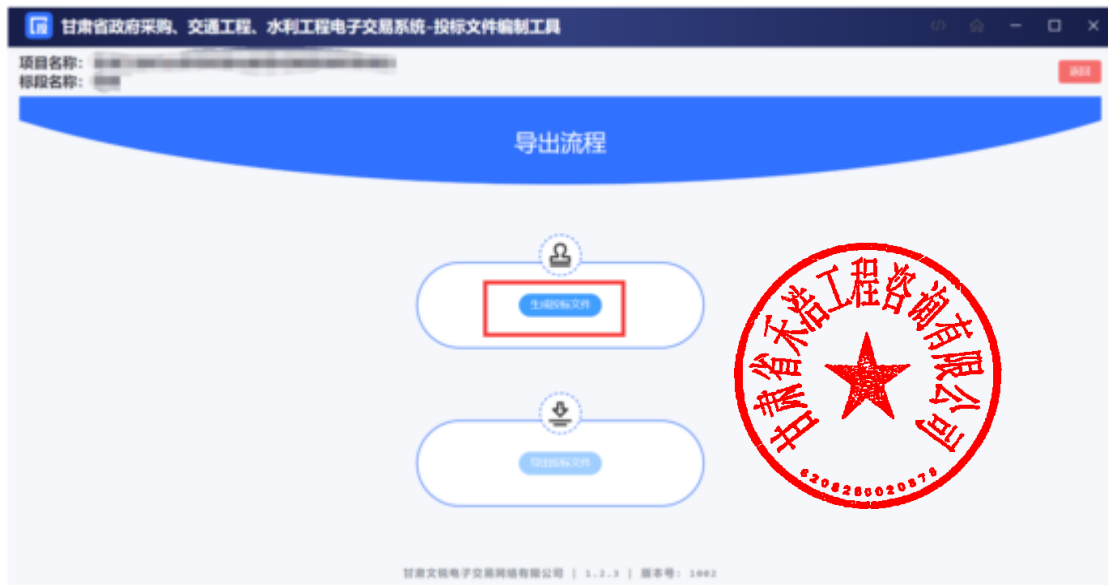 甘肃省政府采购、交通工程、水利工程电子交易系统-投标文件编制工具
项目名称:
标段名称:
返回
导出流程
生成投标文件
导出投标文件
甘肃省禾浩工程咨询有限公司
甘肃文锐电子交易网络有限公司 | 1.2.3 | 版本号: 1002